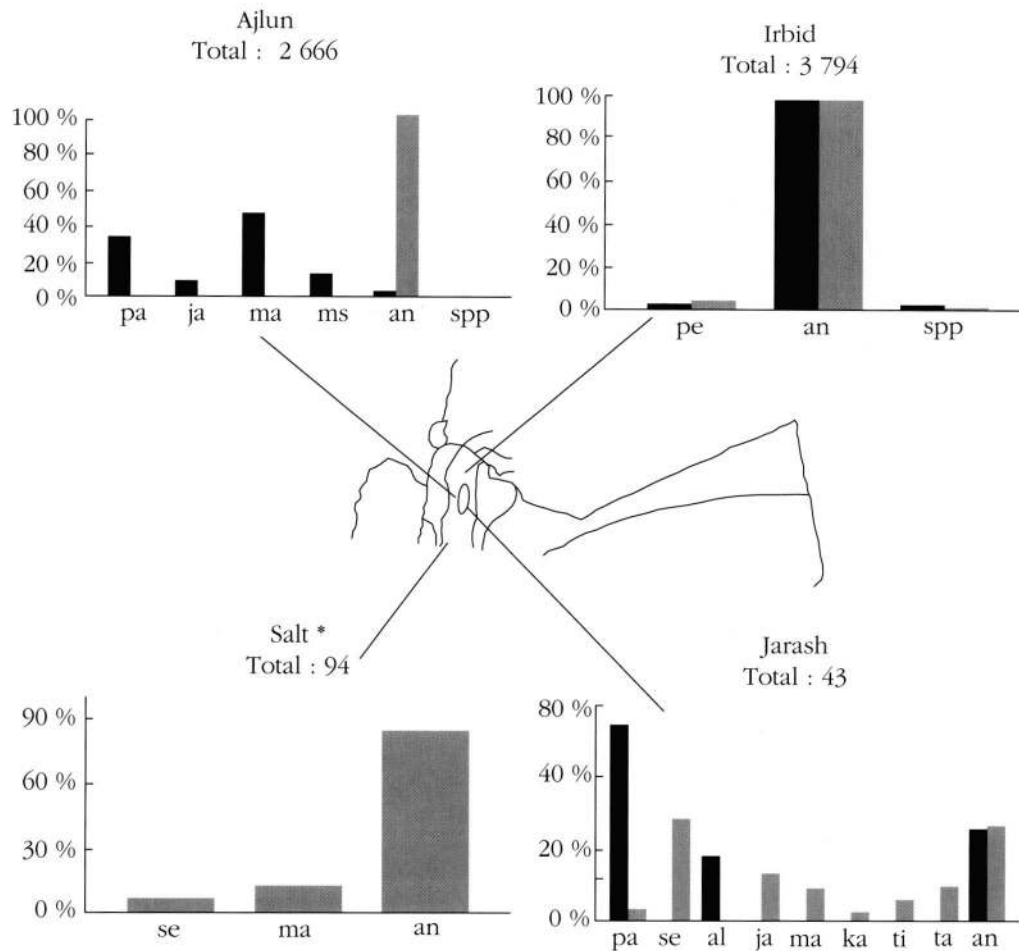 Ajlun
Total : 2 666
100 %
80 %
60 %
40 %
20 %
0 %
pa ja ma ms an spp
Irbid
Total : 3 794
100 %
80 %
60 %
40 %
20 %
0 %
pe an spp
Salt *
Total : 94
90 %
60 %
30 %
0 %
se ma an
Jarash
Total : 43
80 %
40 %
20 %
0 %
pa se al ja ma ka ti ta an